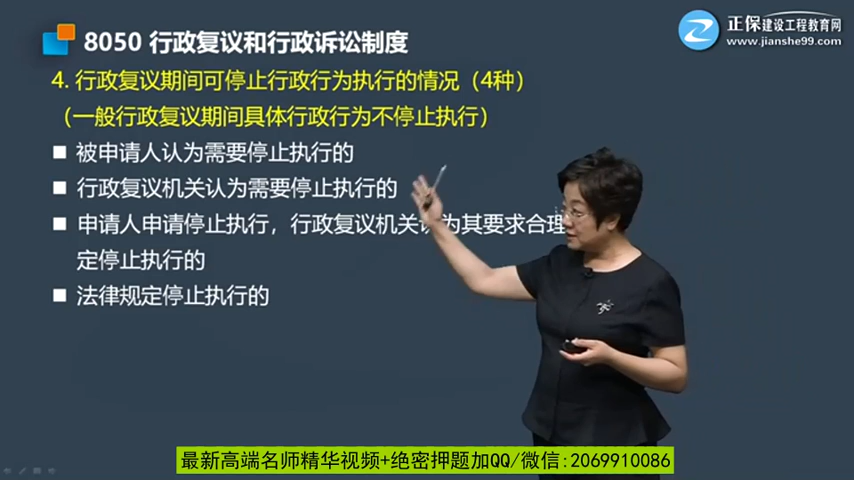 8050 行政复议和行政诉讼制度
正保建设工程教育网
www.jianshe99.com
4. 行政复议期间可停止行政行为执行的情况（4种）
（一般行政复议期间具体行政行为不停止执行）
■ 被申请人认为需要停止执行的
■ 行政复议机关认为需要停止执行的
■ 申请人申请停止执行，行政复议机关认为其要求合理
定停止执行的
■ 法律规定停止执行的
最新高端名师精华视频+绝密押题加QQ/微信:2069910086